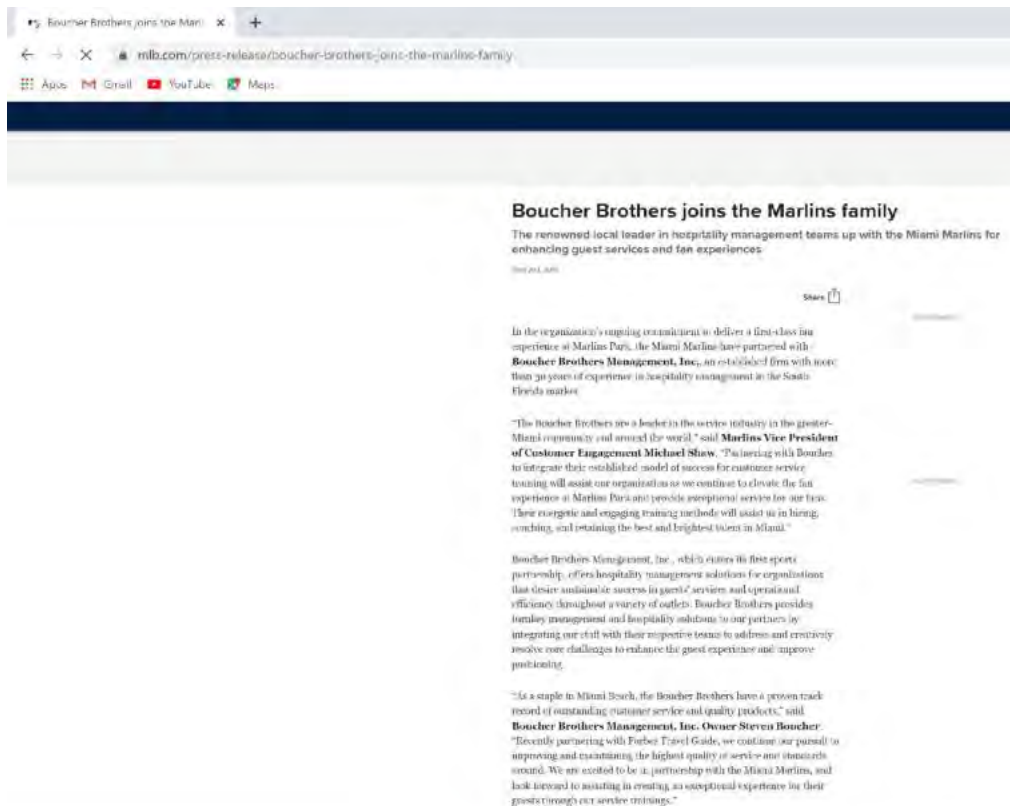 Boucher Brothers joins the Marli
mlb.com/press-release/boucher-brothers-joins-the-marlins-family
Apps Gmail YouTube Maps
Boucher Brothers joins the Marlins family
The renowned local leader in hospitality management teams up with the Miami Marlins for
enhancing guest services and fan experiences
Share
In the organization's ongoing commitment to deliver a first-class fan
experience at Marlins Park, the Miami Marlins have partnered with
Boucher Brothers Management, Inc., an established firm with more
than 30 years of experience in hospitality management in the South
Florida market.
"The Boucher Brothers are a leader in the service industry in the greater-
Miami community and around the world," said Marlins Vice President
of Customer Engagement Michael Shaw. "Partnering with Boucher
to integrate their established model of success for customer service
training will assist our organization as we continue to elevate the fan
experience at Marlins Park and provide exceptional service for our fans.
Their energetic and engaging training methods will assist us in hiring,
coaching, and retaining the best and brightest talent in Miami."
Boucher Brothers Management, Inc., which enters its first sports
partnership, offers hospitality management solutions for organizations
that desire sustainable success in guests' services and operational
efficiency throughout a variety of outlets. Boucher Brothers provides
turnkey management and hospitality solutions to our partners by
integrating our staff with their respective teams to address and creatively
resolve core challenges to enhance the guest experience and improve
positioning.
"As a staple in Miami Beach, the Boucher Brothers have a proven track
record of outstanding customer service and quality products," said
Boucher Brothers Management, Inc. Owner Steven Boucher.
"Recently partnering with Forbes Travel Guide, we continue our pursuit to
improving and maintaining the highest quality of service and standards
around. We are excited to be in partnership with the Miami Marlins, and
look forward to assisting in creating an exceptional experience for their
guests through our service trainings."